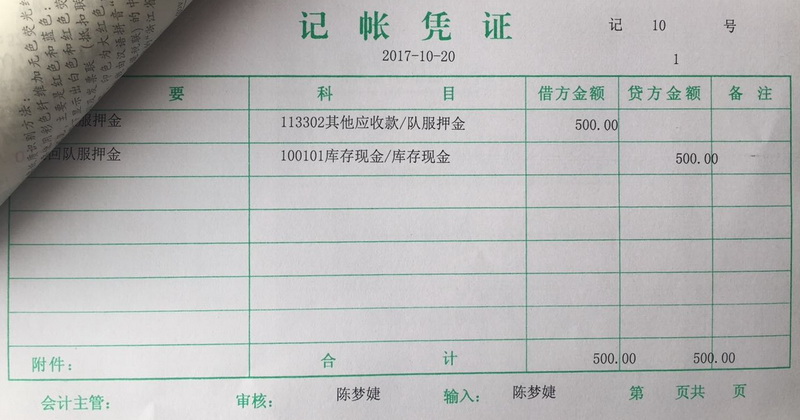 记帐凭证
记 10 号
2017-10-20
1
要 科 目 借方金额 贷方金额 备注
服押金 113302其他应收款/队服押金 500.00
队服押金 100101库存现金/库存现金 500.00
附件： 合 计 500.00 500.00
会计主管： 审核： 陈梦婕 输入： 陈梦婕 第 页共 页